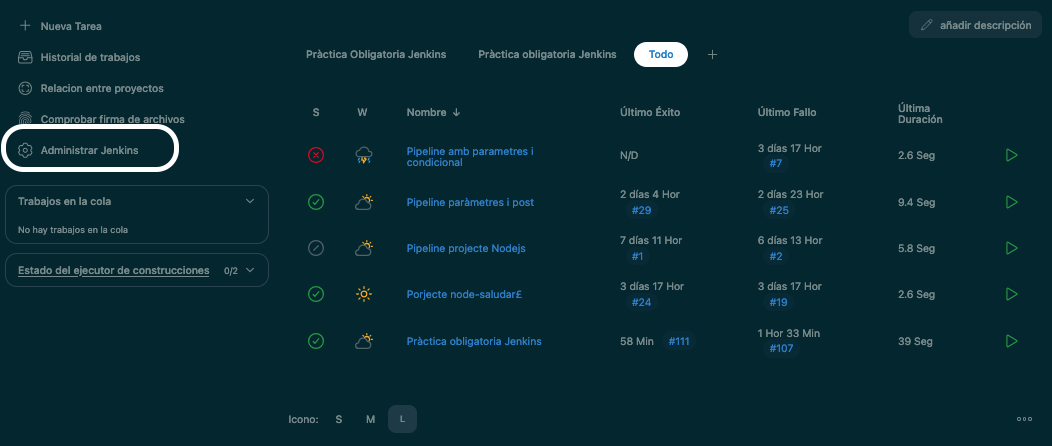 Nueva Tarea
Historial de trabajos
Relacion entre proyectos
Comprobar firma de archivos
Administrar Jenkins
Trabajos en la cola
No hay trabajos en la cola
Estado del ejecutor de construcciones 0/2
añadir descripción
Pràctica Obligatoria Jenkins Pràctica obligatoria Jenkins Todo +
S W Nombre ↓ Último Éxito Último Fallo Última
Duración
Pipeline amb parametres i
condicional
N/D
3 días 17 Hor
#7
2.6 Seg
Pipeline paràmetres i post
2 días 4 Hor
#29
2 días 23 Hor
#25
9.4 Seg
Pipeline projecte Nodejs
7 días 11 Hor
#1
6 días 13 Hor
#2
5.8 Seg
Porjecte node-saludar£
3 días 17 Hor
#24
3 días 17 Hor
#19
2.6 Seg
Pràctica obligatoria Jenkins
58 Min #111
1 Hor 33 Min
#107
39 Seg
Icono: S M L